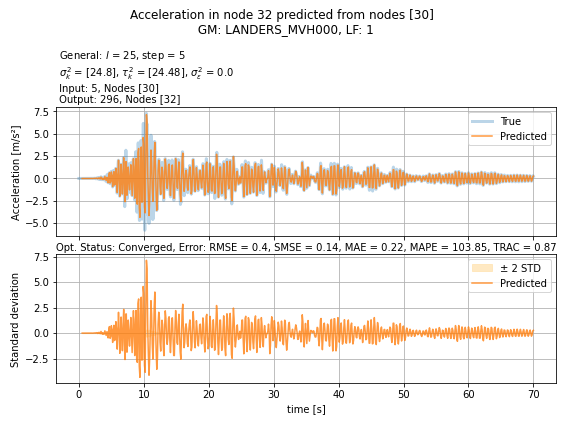 Acceleration in node 32 predicted from nodes [30]
GM: LANDERS_MVH000, LF: 1
General: l = 25, step = 5
σ²ₖ = [24.8], τ²ₖ = [24.48], σ²ε = 0.0
Input: 5, Nodes [30]
Output: 296, Nodes [32]
Acceleration [m/s²]
7.5
5.0
2.5
0.0
−2.5
−5.0
True
Predicted
Opt. Status: Converged, Error: RMSE = 0.4, SMSE = 0.14, MAE = 0.22, MAPE = 103.85, TRAC = 0.87
Standard deviation
7.5
5.0
2.5
0.0
−2.5
± 2 STD
Predicted
0 10 20 30 40 50 60 70
time [s]